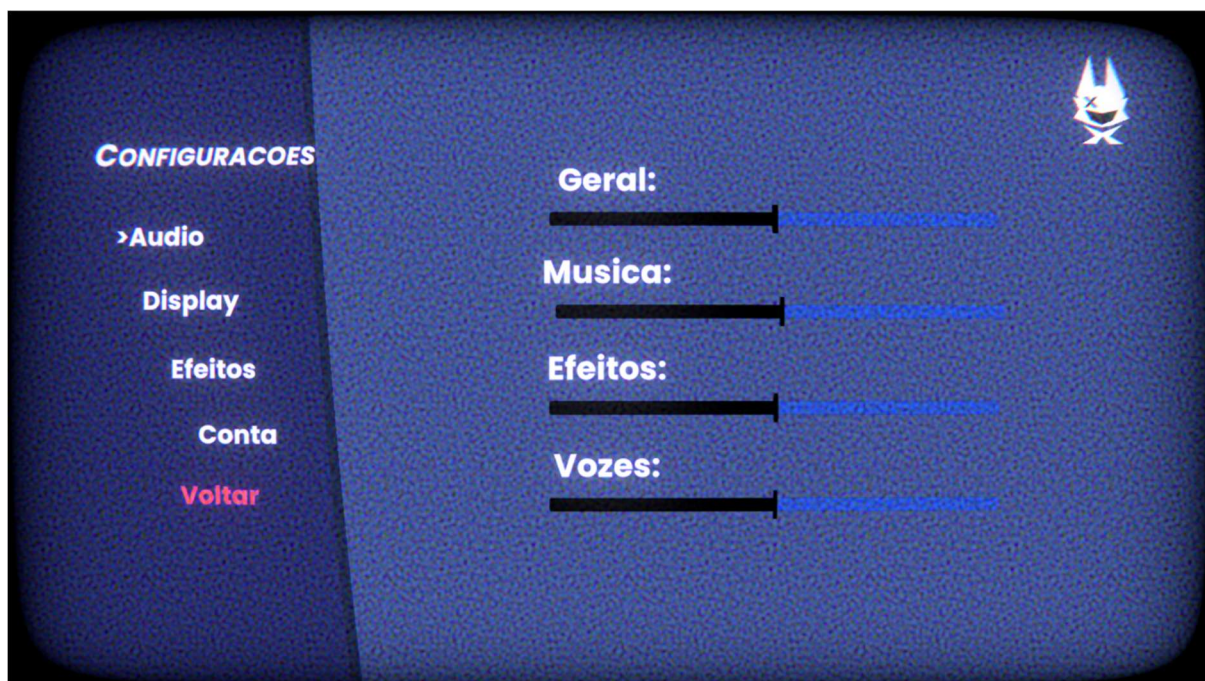 CONFIGURACOES
>Audio
Display
Efeitos
Conta
Voltar
Geral:
Musica:
Efeitos:
Vozes: